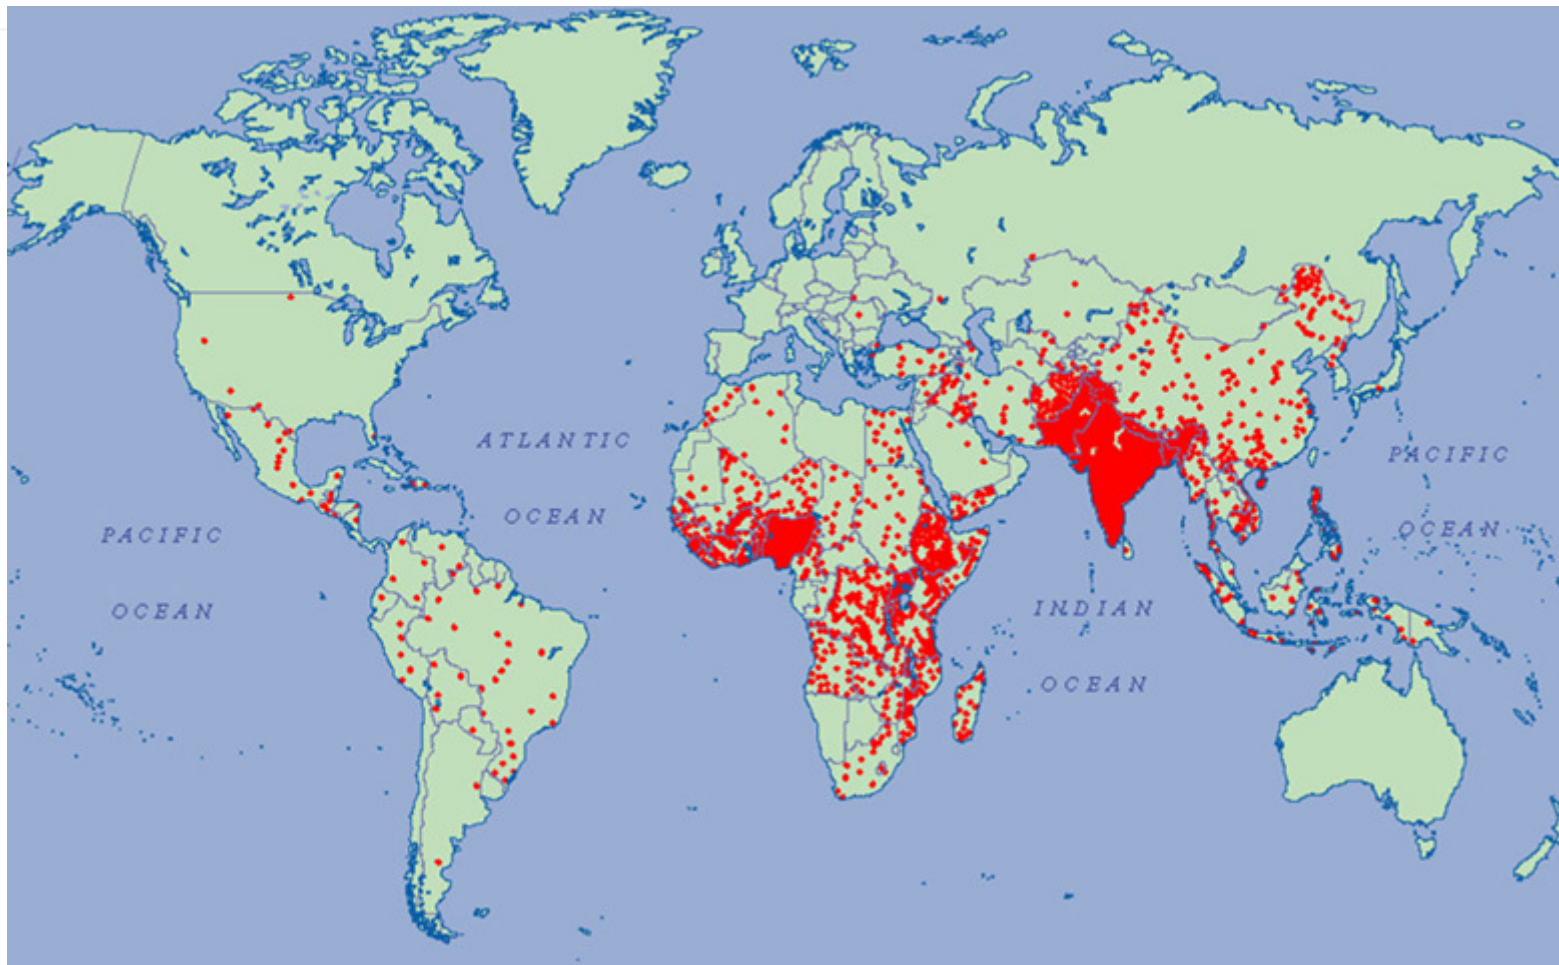 ATLANTIC
OCEAN
PACIFIC
OCEAN
PACIFIC
OCEAN
INDIAN
OCEAN